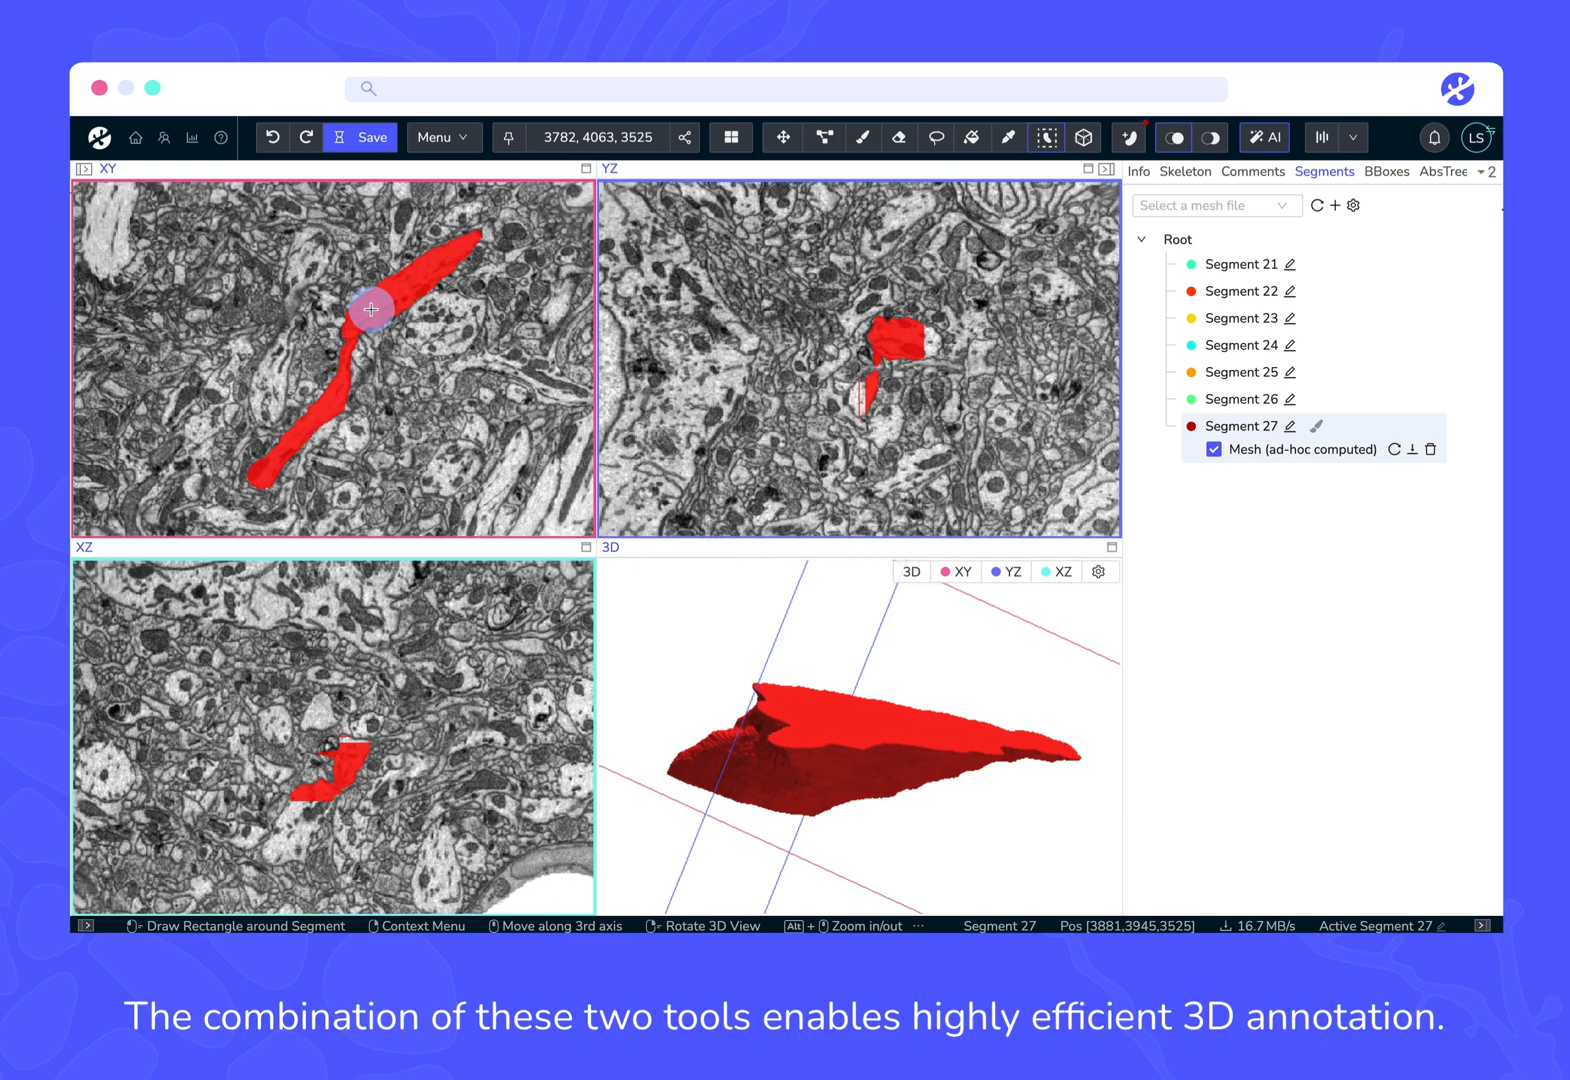 Save
Menu
3782, 4063, 3525
AI
LS
XY
YZ
Info Skeleton Comments Segments BBoxes AbsTree 2
Select a mesh file
Root
Segment 21
Segment 22
Segment 23
Segment 24
Segment 25
Segment 26
Segment 27
Mesh (ad-hoc computed)
XZ
3D
3D XY YZ XZ
Draw Rectangle around Segment Context Menu Move along 3rd axis Rotate 3D View Alt + Zoom in/out ··· Segment 27 Pos [3881,3945,3525] 16.7 MB/s Active Segment 27
The combination of these two tools enables highly efficient 3D annotation.